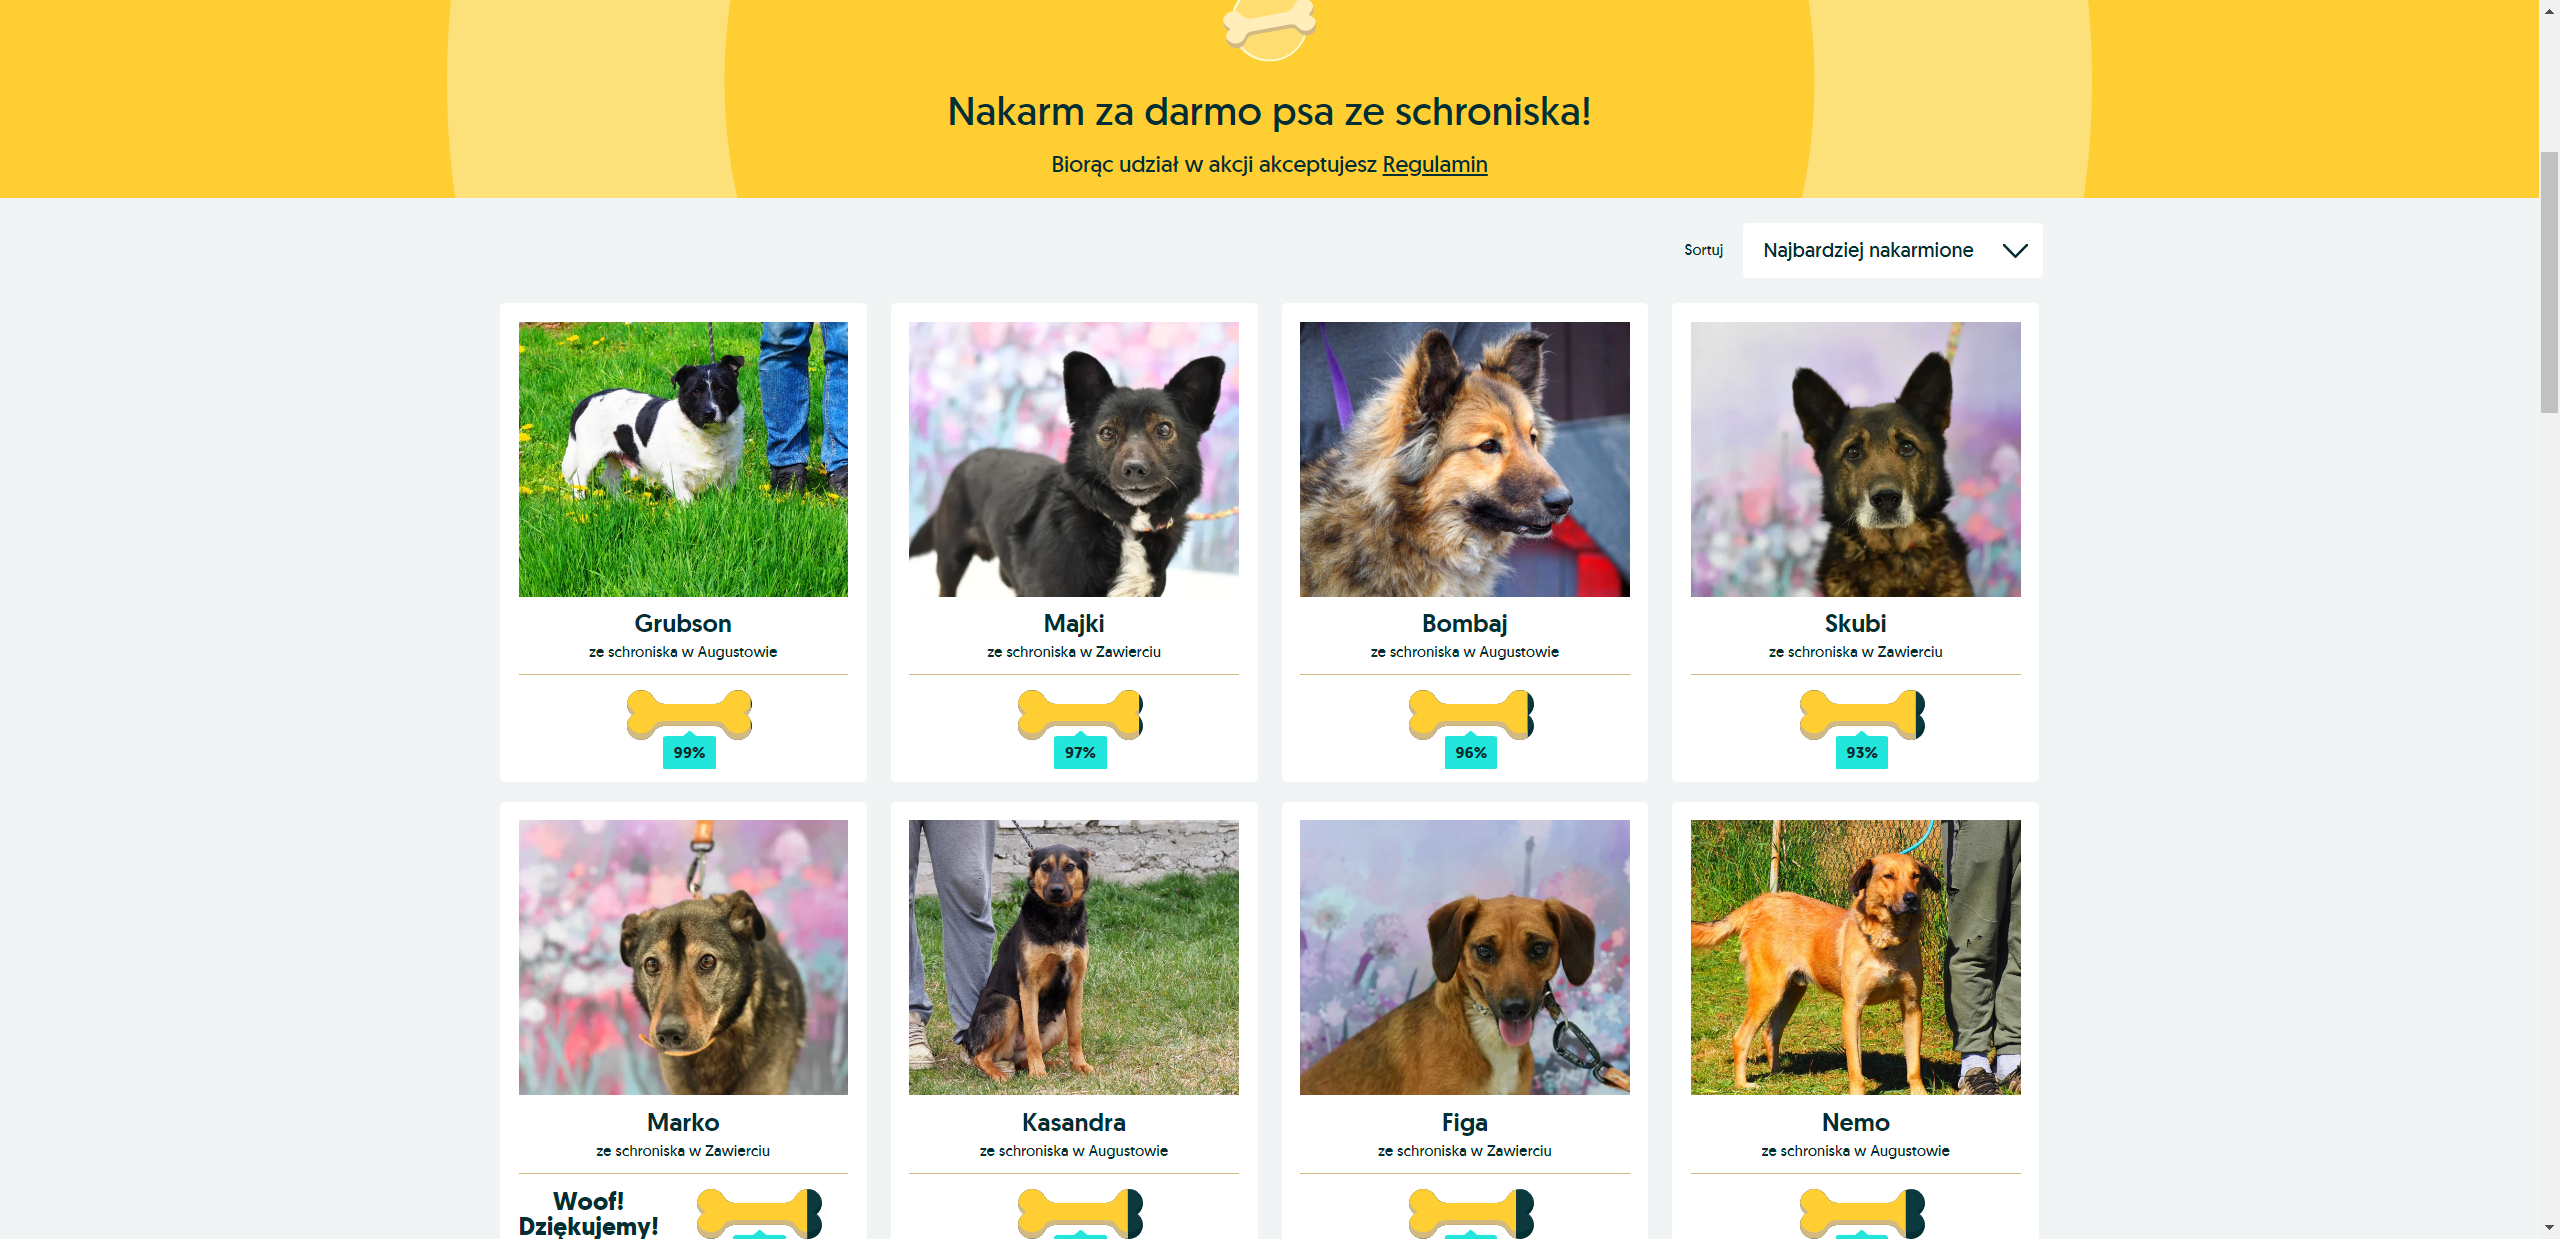 Nakarm za darmo psa ze schroniska!
Biorąc udział w akcji akceptujesz Regulamin
Sortuj
Najbardziej nakarmione
Grubson
ze schroniska w Augustowie
99%
Majki
ze schroniska w Zawierciu
97%
Bombaj
ze schroniska w Augustowie
96%
Skubi
ze schroniska w Zawierciu
93%
Marko
ze schroniska w Zawierciu
Woof!
Dziękujemy!
Kasandra
ze schroniska w Augustowie
Figa
ze schroniska w Zawierciu
Nemo
ze schroniska w Augustowie